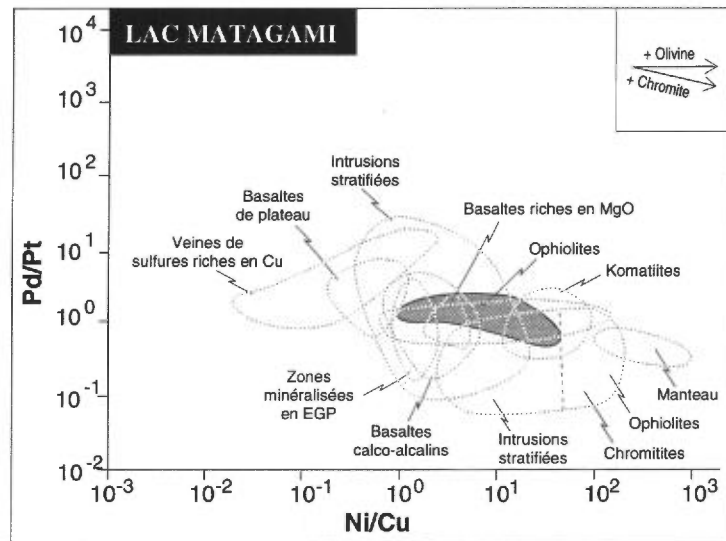 LAC MATAGAMI
+ Olivine
+ Chromite
10^4
10^3
10^2
10^1
10^0
10^-1
10^-2
Pd/Pt
Intrusions
stratifiées
Basaltes
de plateau
Veines de
sulfures riches en Cu
Basaltes riches en MgO
Ophiolites
Komatiites
Zones
minéralisées
en EGP
Basaltes
calco-alcalins
Intrusions
stratifiées
Chromitites
Ophiolites
Manteau
10^-3
10^-2
10^-1
10^0
10^1
10^2
10^3
Ni/Cu